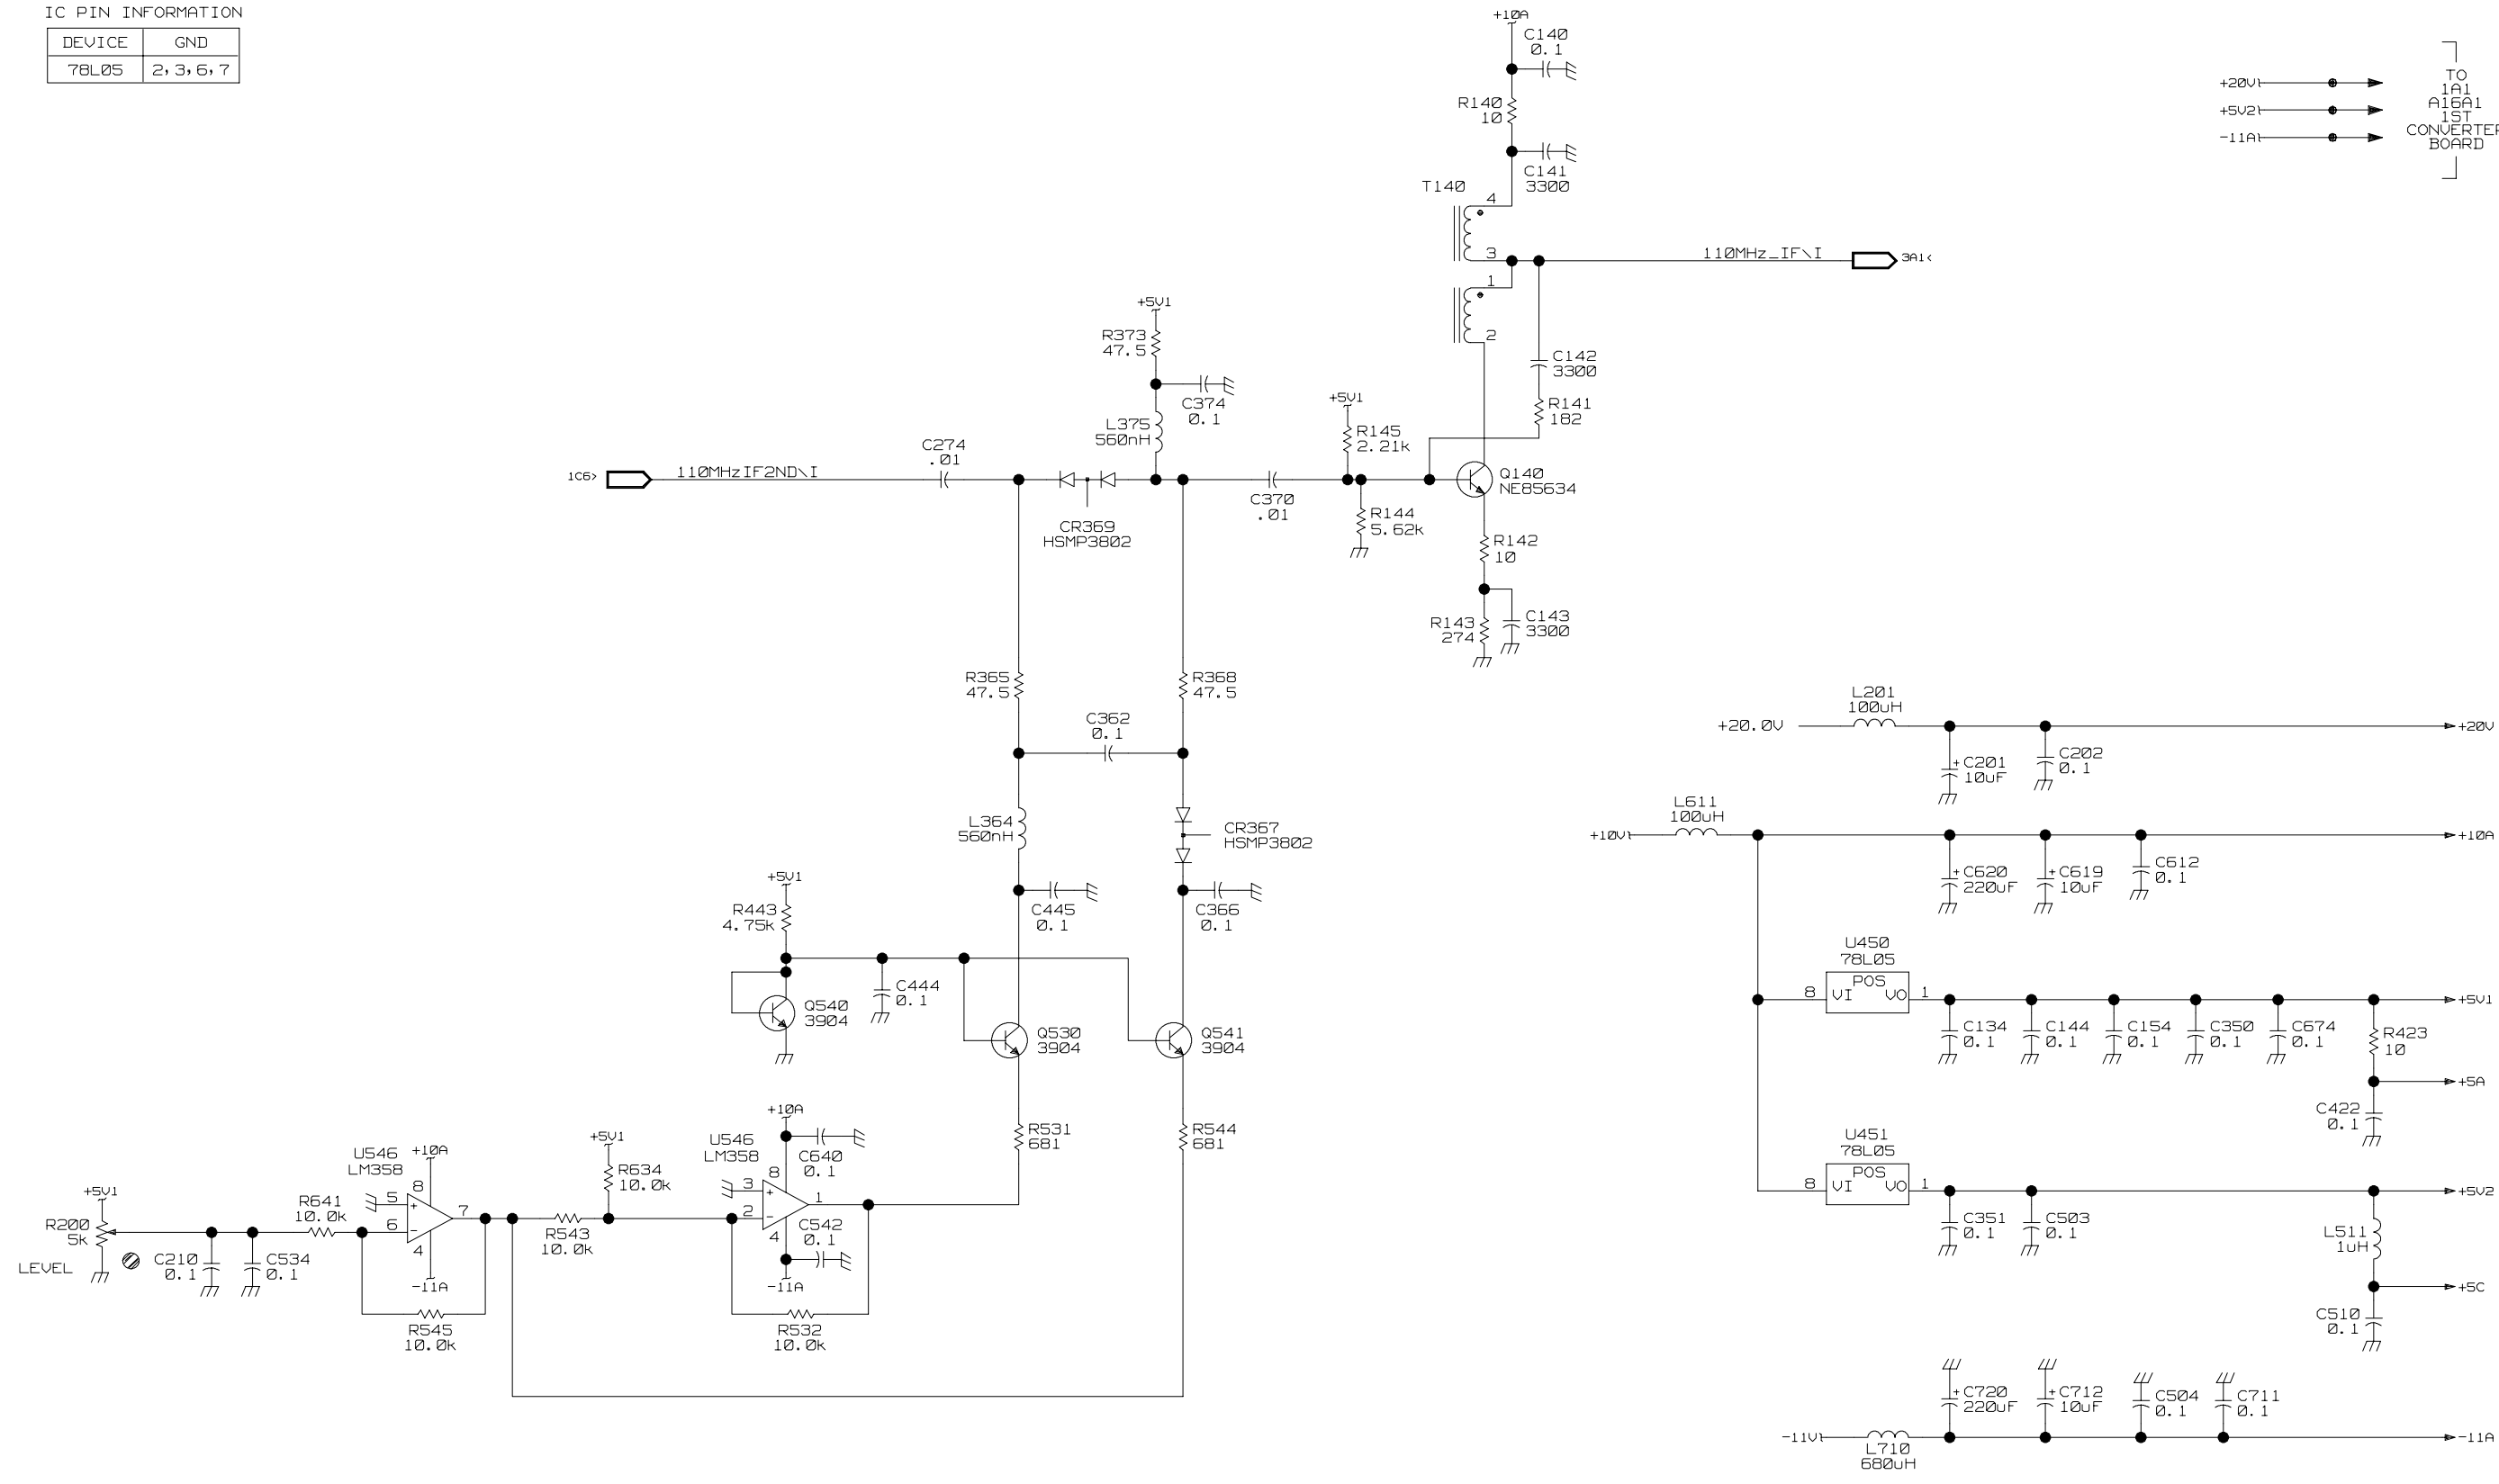 IC PIN INFORMATION
DEVICE GND
78L05 2,3,6,7
+10A
C140
0.1
R140
10
C141
3300
T140
4
3
1
2
110MHz_IF\I
3A1<
+20V
+5V2
-11A
TO
1A1
A16A1
1ST
CONVERTER
BOARD
+5V1
R373
47.5
C374
0.1
L375
560nH
C142
3300
R141
182
+5V1
R145
2.21k
1C6>
110MHzIF2ND\I
C274
.01
CR369
HSMP3802
C370
.01
R144
5.62k
Q140
NE85634
R142
10
R143
274
C143
3300
R365
47.5
R368
47.5
C362
0.1
L364
560nH
CR367
HSMP3802
C445
0.1
C366
0.1
+5V1
R443
4.75k
C444
0.1
Q540
3904
Q530
3904
Q541
3904
R531
681
R544
681
+5V1
R200
5k
LEVEL
C210
0.1
C534
0.1
R641
10.0k
U546
LM358
+10A
8
5
+
6
-
7
4
-11A
R545
10.0k
+5V1
R634
10.0k
R543
10.0k
U546
LM358
+10A
C640
0.1
8
3
+
2
-
1
4
C542
0.1
-11A
R532
10.0k
+20.0V
L201
100uH
+20V
+
C201
10uF
C202
0.1
+10V
L611
100uH
+10A
+
C620
220uF
+
C619
10uF
C612
0.1
U450
78L05
POS
8 VI VO 1
+5V1
C134
0.1
C144
0.1
C154
0.1
C350
0.1
C674
0.1
R423
10
+5A
C422
0.1
U451
78L05
POS
8 VI VO 1
+5V2
C351
0.1
C503
0.1
L511
1uH
+5C
C510
0.1
+
C720
220uF
+
C712
10uF
C504
0.1
C711
0.1
-11V
L710
680uH
-11A